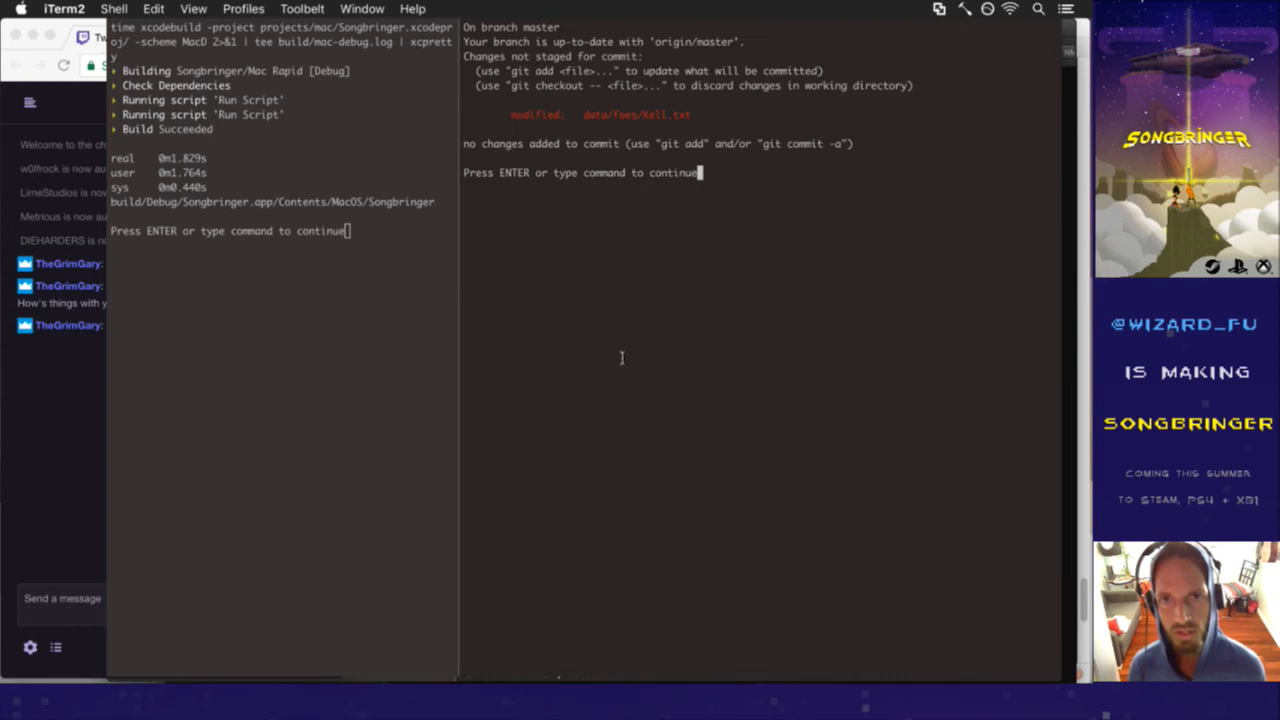 iTerm2 Shell Edit View Profiles Toolbelt Window Help
Tw
S
Welcome to the ch
w0lfrock is now au
LimeStudios is now
Metrious is now au
DIEHARDERS is no
TheGrimGary:
TheGrimGary:
How's things with y
TheGrimGary:
Send a message
time xcodebuild -project projects/mac/Songbringer.xcodepr
oj/ -scheme MacD 2>&1 | tee build/mac-debug.log | xcprett
y
Building Songbringer/Mac Rapid [Debug]
Check Dependencies
Running script 'Run Script'
Running script 'Run Script'
Build Succeeded
real 0m1.829s
user 0m1.764s
sys 0m0.440s
build/Debug/Songbringer.app/Contents/MacOS/Songbringer
Press ENTER or type command to continue
On branch master
Your branch is up-to-date with 'origin/master'.
Changes not staged for commit:
(use "git add <file>..." to update what will be committed)
(use "git checkout -- <file>..." to discard changes in working directory)
modified: data/foes/Kell.txt
no changes added to commit (use "git add" and/or "git commit -a")
Press ENTER or type command to continue
SONGBRINGER
@WIZARD_FU
IS MAKING
SONGBRINGER
COMING THIS SUMMER
TO STEAM, PS4 + XB1